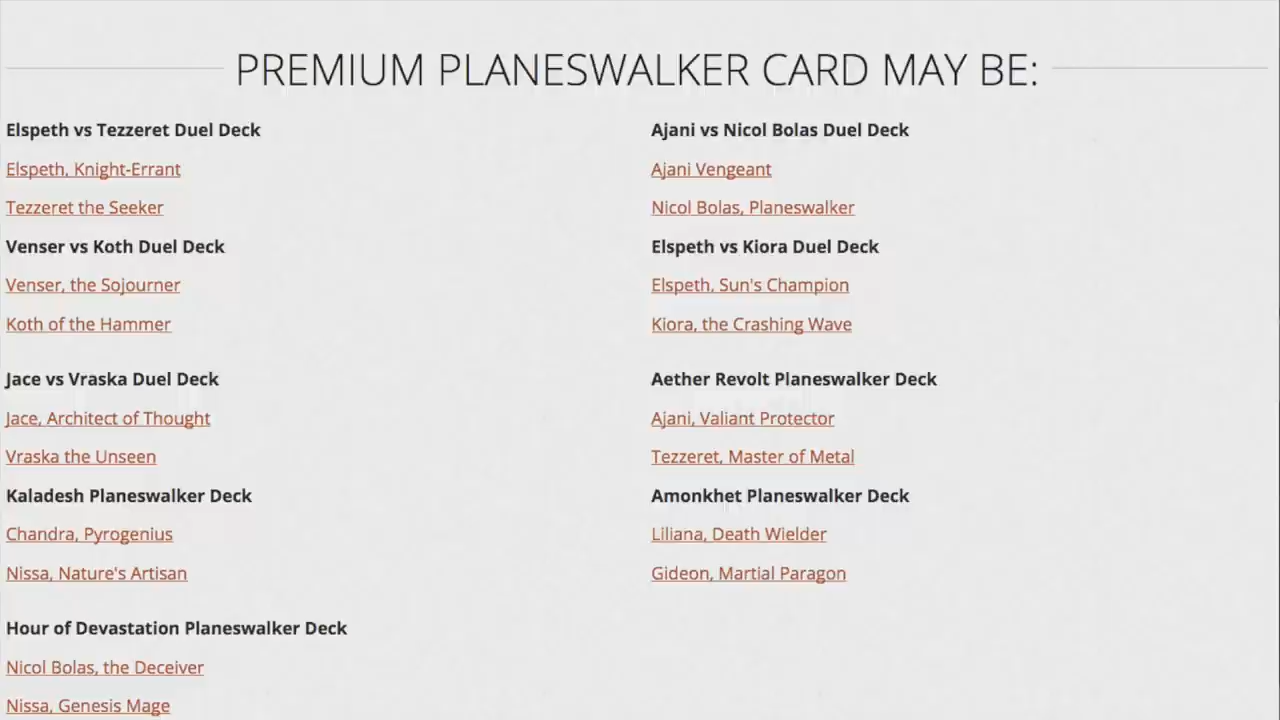 PREMIUM PLANESWALKER CARD MAY BE:
Elspeth vs Tezzeret Duel Deck
Elspeth, Knight-Errant
Tezzeret the Seeker
Venser vs Koth Duel Deck
Venser, the Sojourner
Koth of the Hammer
Jace vs Vraska Duel Deck
Jace, Architect of Thought
Vraska the Unseen
Kaladesh Planeswalker Deck
Chandra, Pyrogenius
Nissa, Nature's Artisan
Hour of Devastation Planeswalker Deck
Nicol Bolas, the Deceiver
Nissa, Genesis Mage
Ajani vs Nicol Bolas Duel Deck
Ajani Vengeant
Nicol Bolas, Planeswalker
Elspeth vs Kiora Duel Deck
Elspeth, Sun's Champion
Kiora, the Crashing Wave
Aether Revolt Planeswalker Deck
Ajani, Valiant Protector
Tezzeret, Master of Metal
Amonkhet Planeswalker Deck
Liliana, Death Wielder
Gideon, Martial Paragon